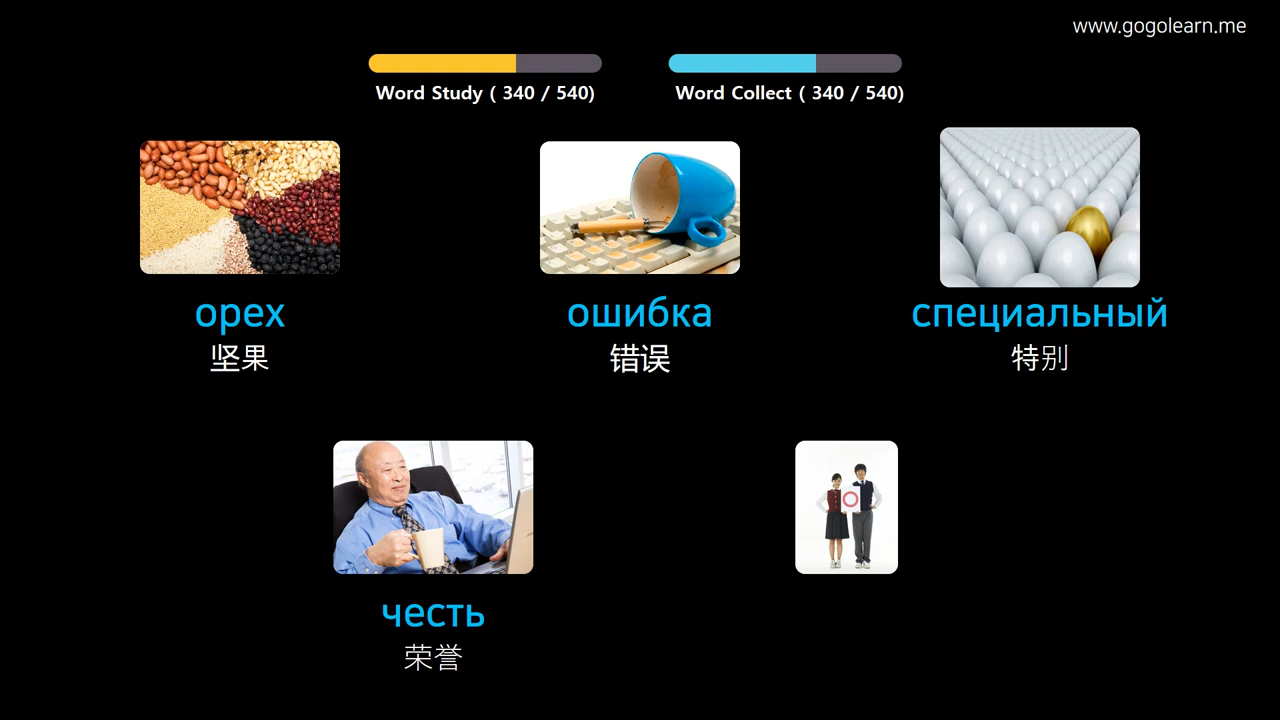 www.gogolearn.me
Word Study ( 340 / 540)
Word Collect ( 340 / 540)
орех
坚果
ошибка
错误
специальный
特别
честь
荣誉